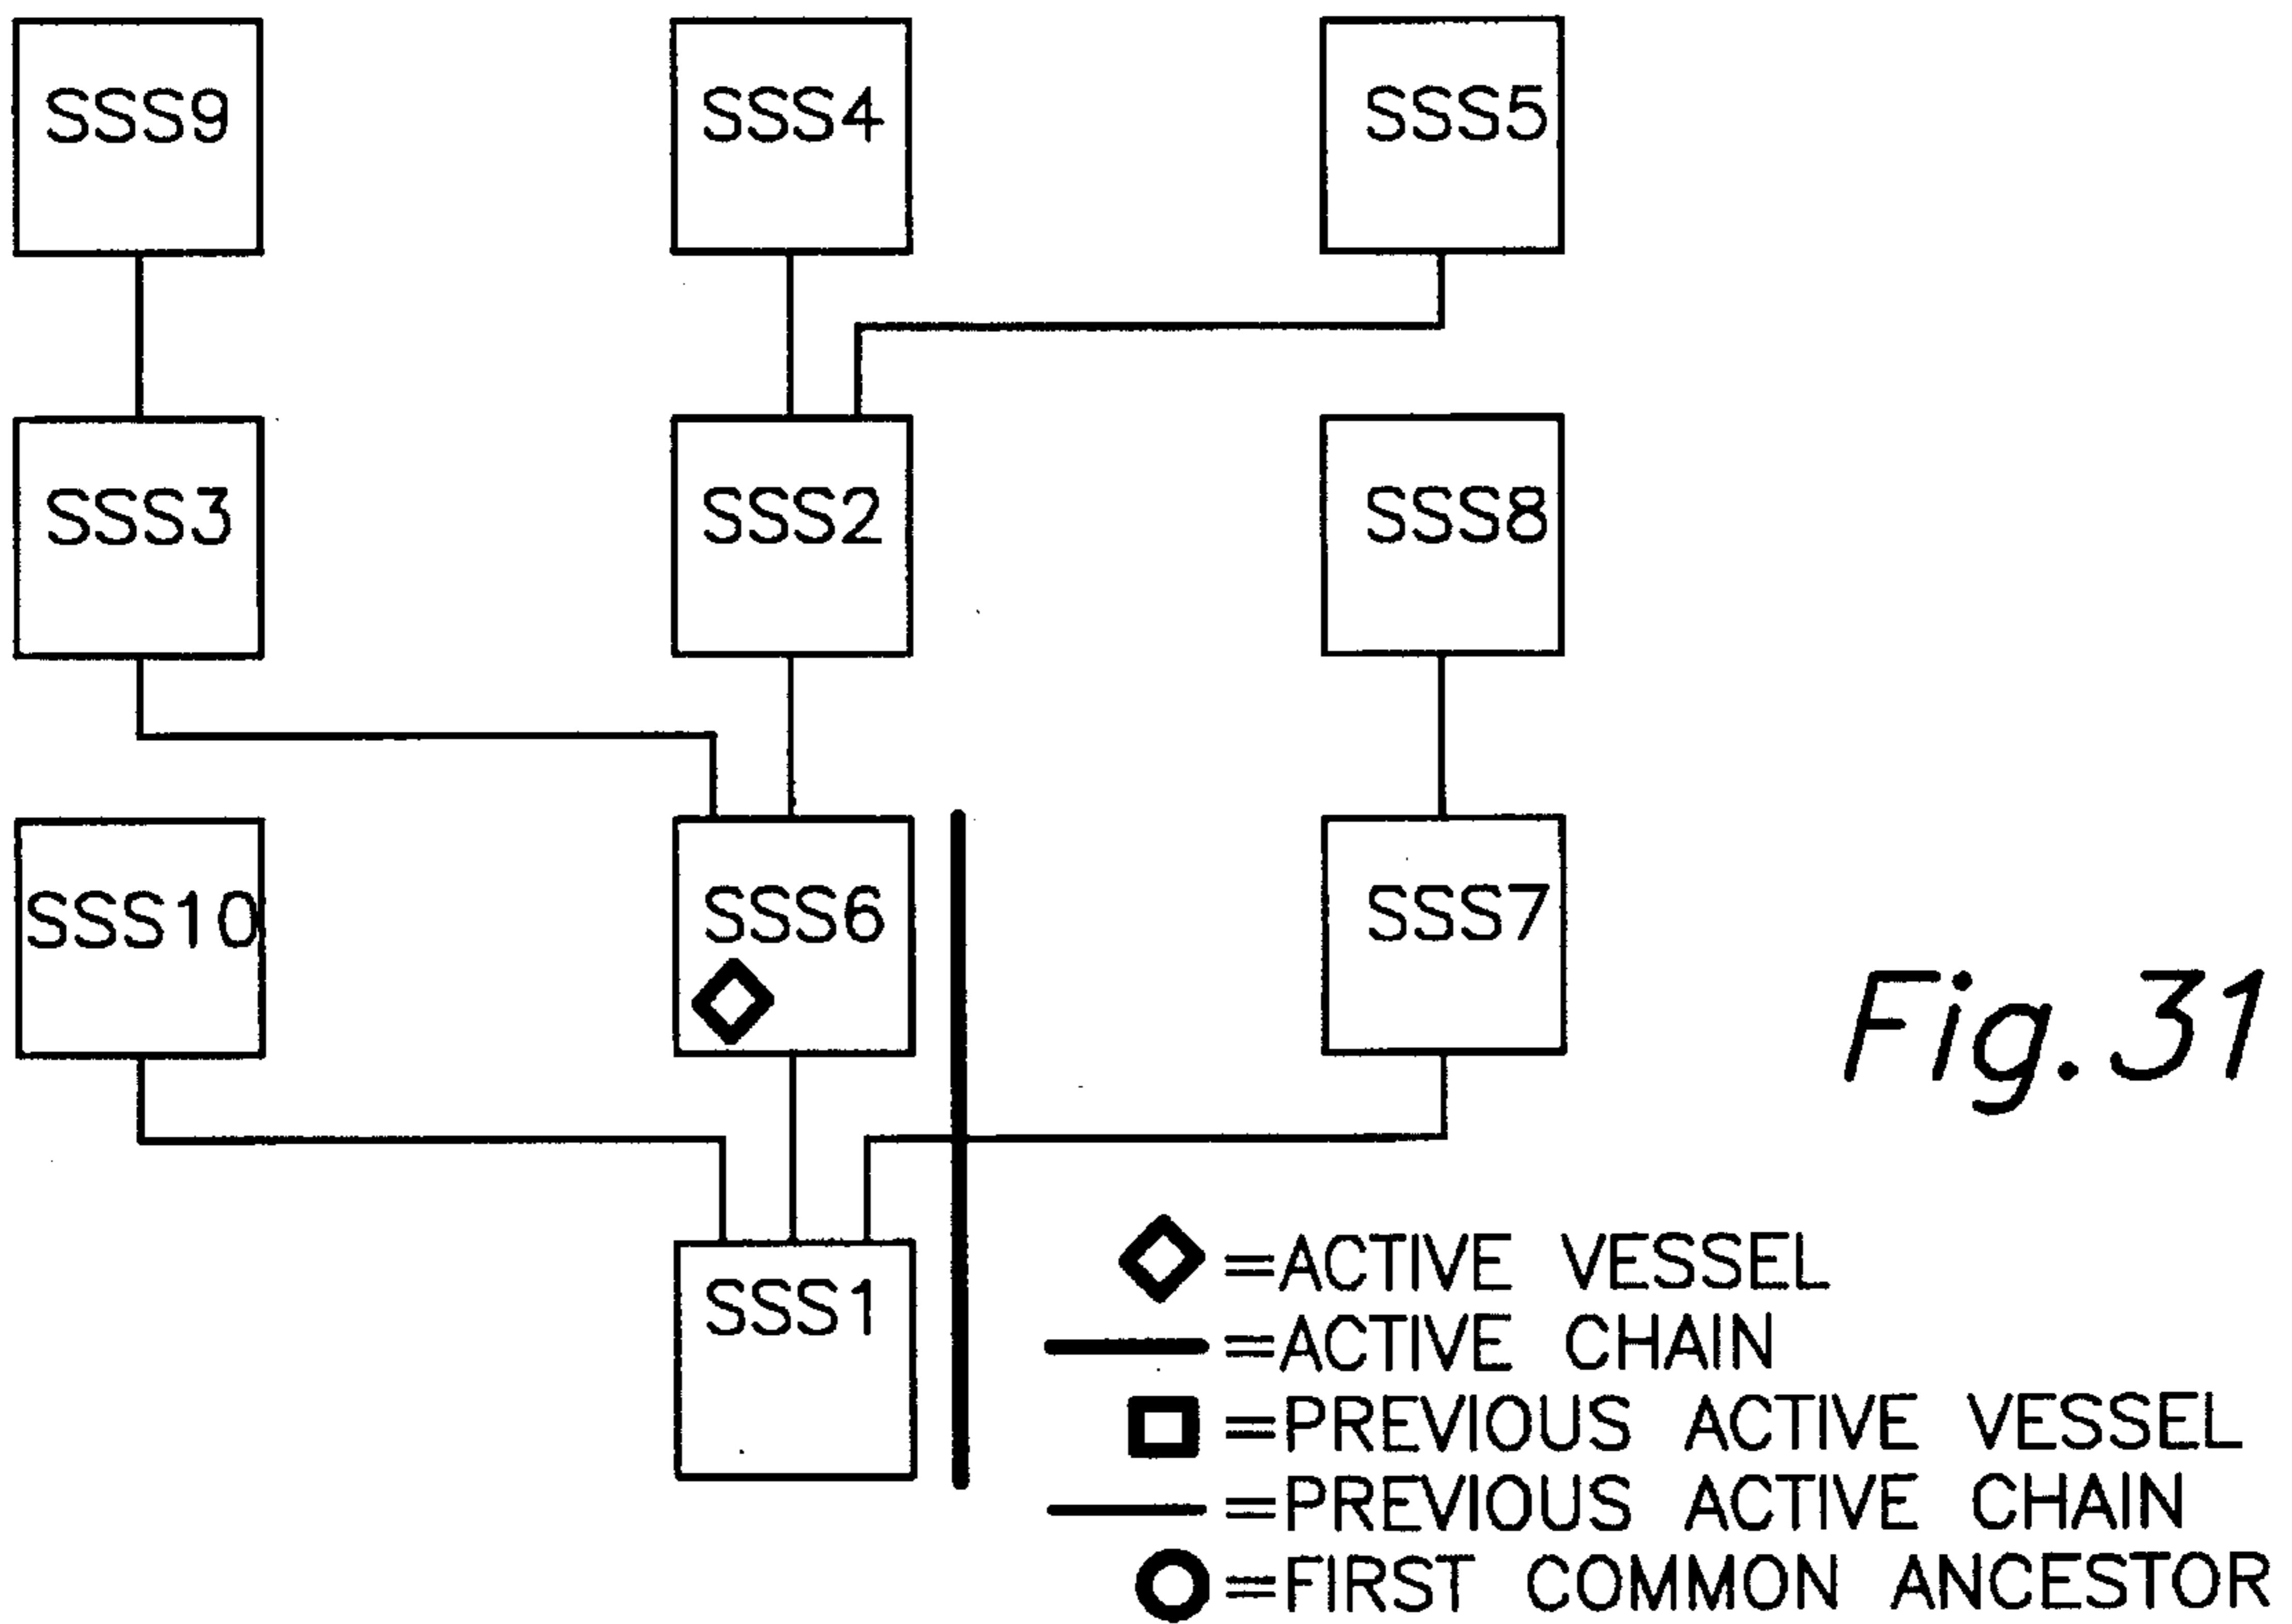 SSS9
SSS4
SSS5
SSS3
SSS2
SSS8
SSS10
SSS6
SSS7
Fig.31
SSS1
=ACTIVE VESSEL
=ACTIVE CHAIN
=PREVIOUS ACTIVE VESSEL
=PREVIOUS ACTIVE CHAIN
=FIRST COMMON ANCESTOR